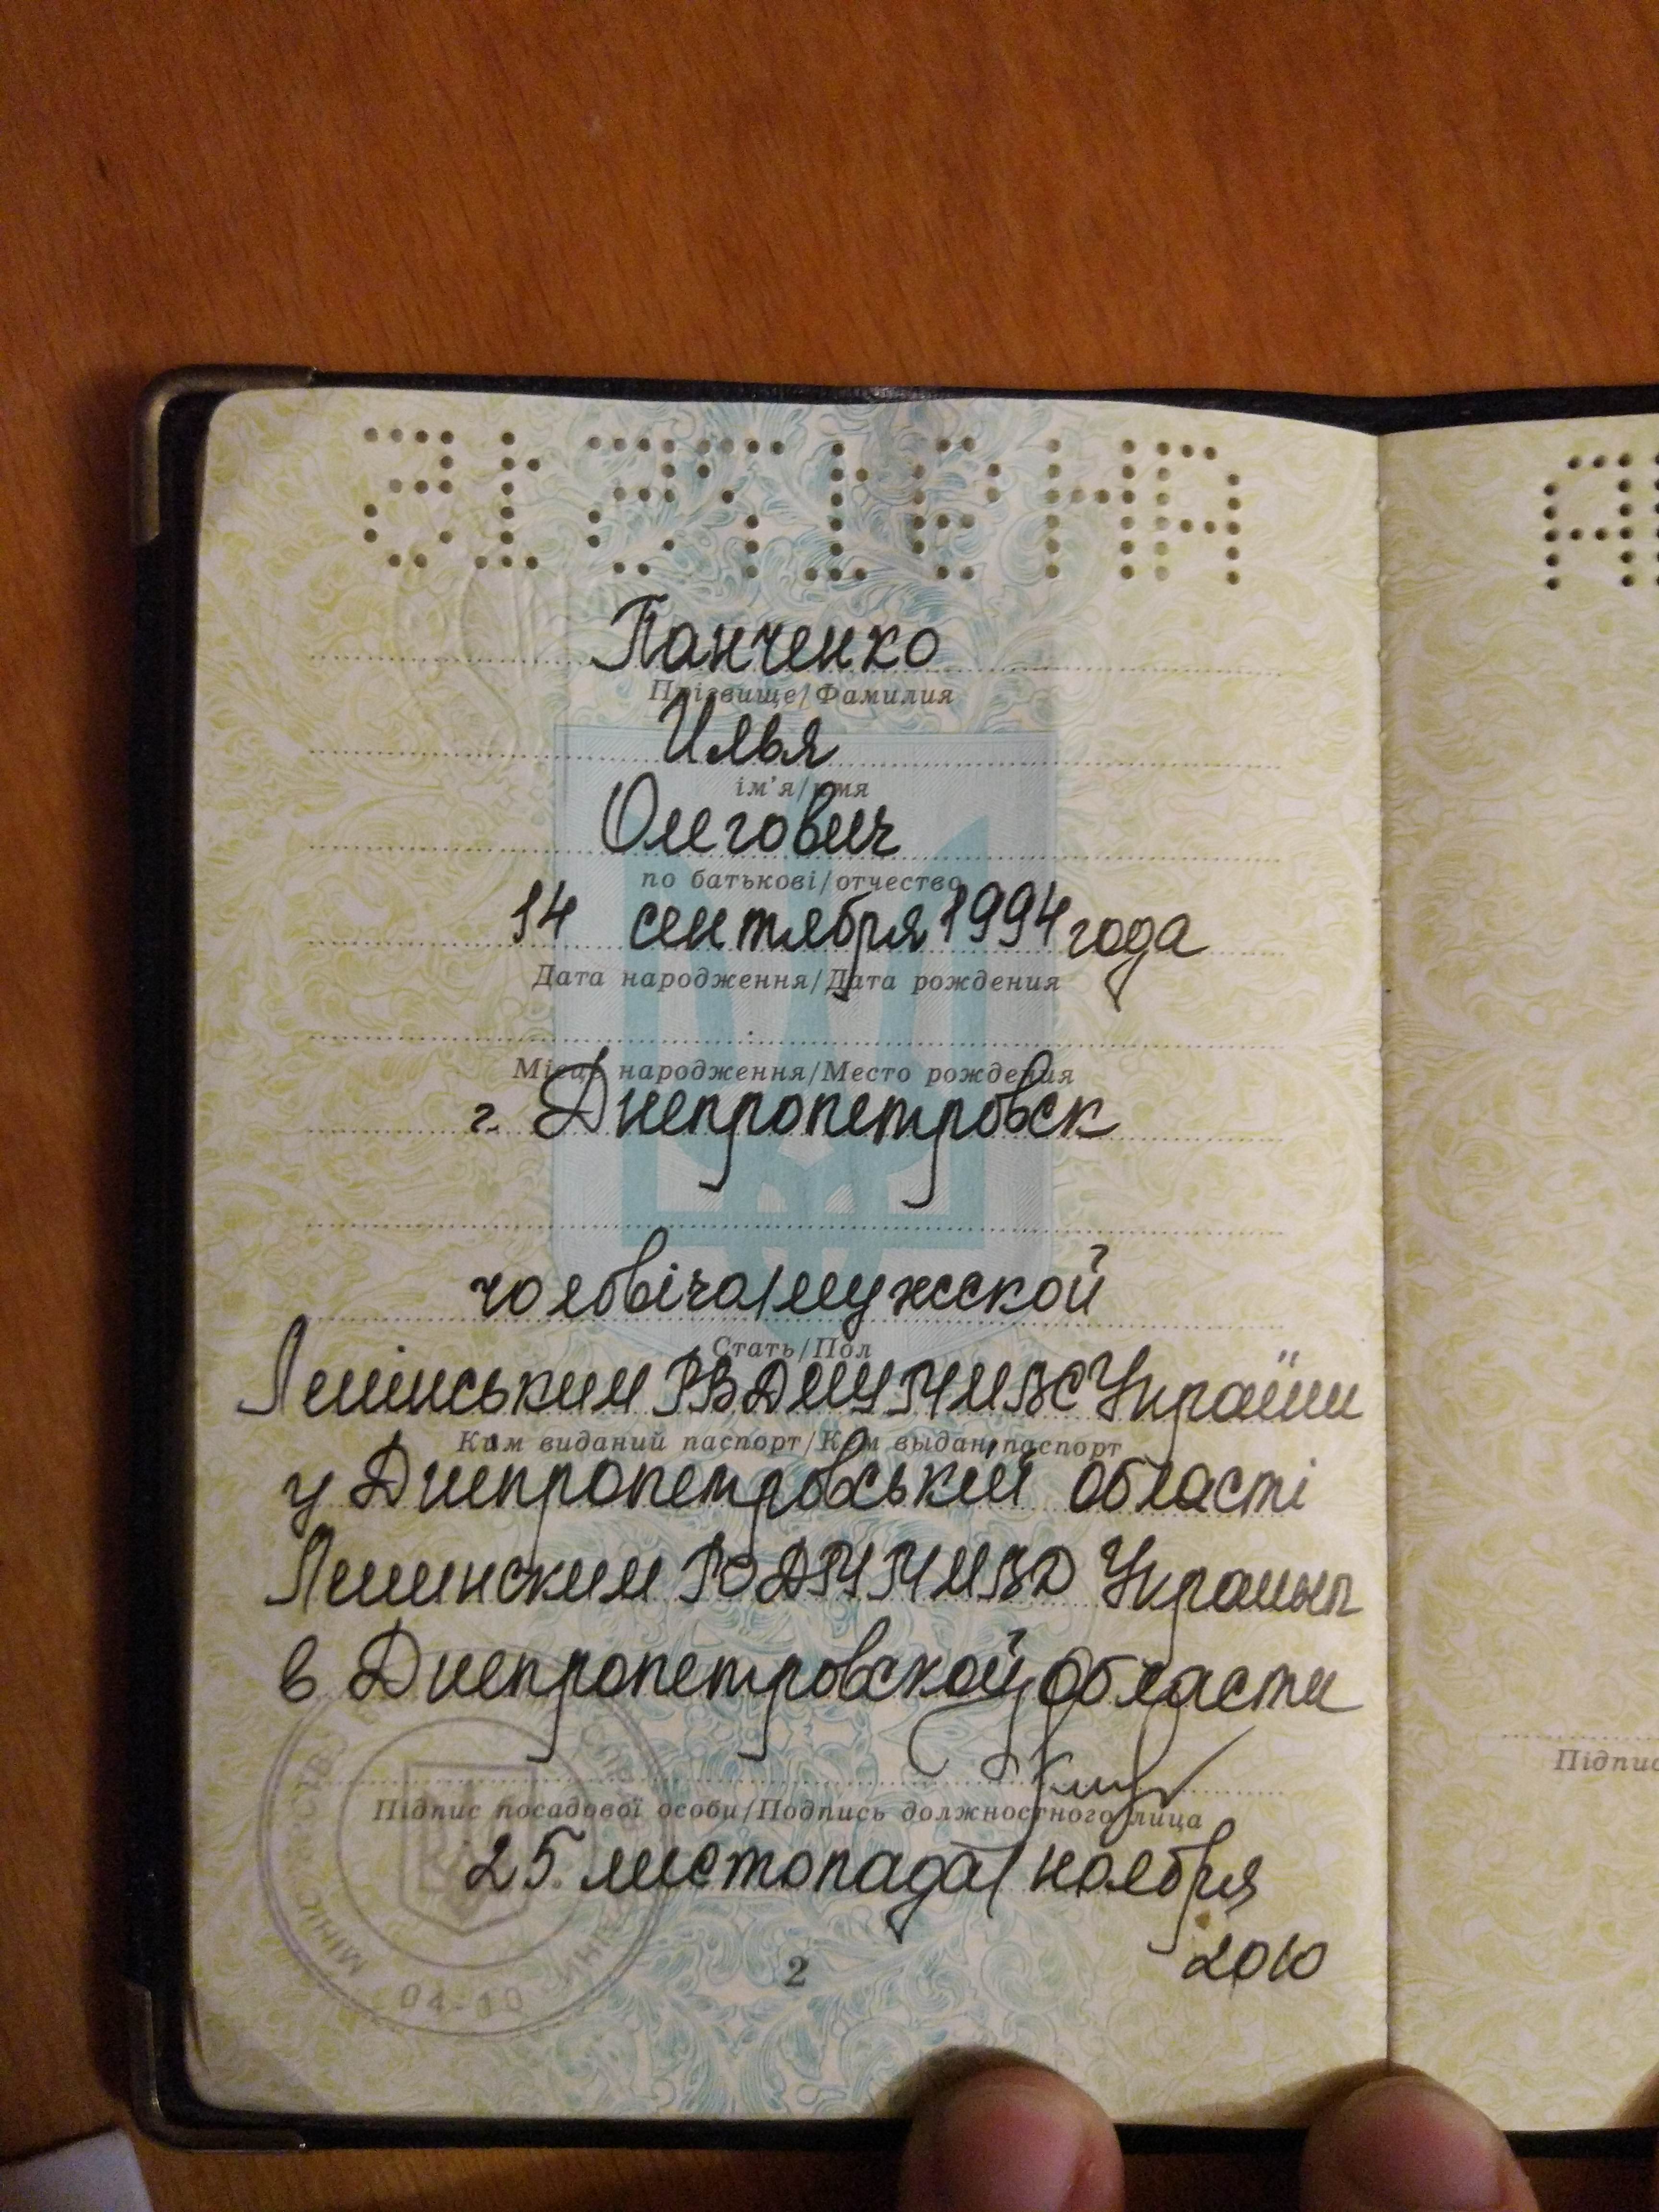 Панченко
Прізвище/Фамилия
Илья
ім'я/имя
Олегович
по батькові/отчество
14 сентября 1994 года
Дата народження/Дата рождения
Місце народження/Место рождения
г. Днепропетровск
чоловіча/мужской
Стать/Пол
Ленінським РВ ДМУ ГУМВС України
Ким виданий паспорт/Кем выдан паспорт
у Дніпропетровській області
Ленинским РО ДГУ ГУМВД Украины
в Днепропетровской области
Підпис посадової особи/Подпись должностного лица
25 листопада/ноября
2010
2
04-10
Підпис